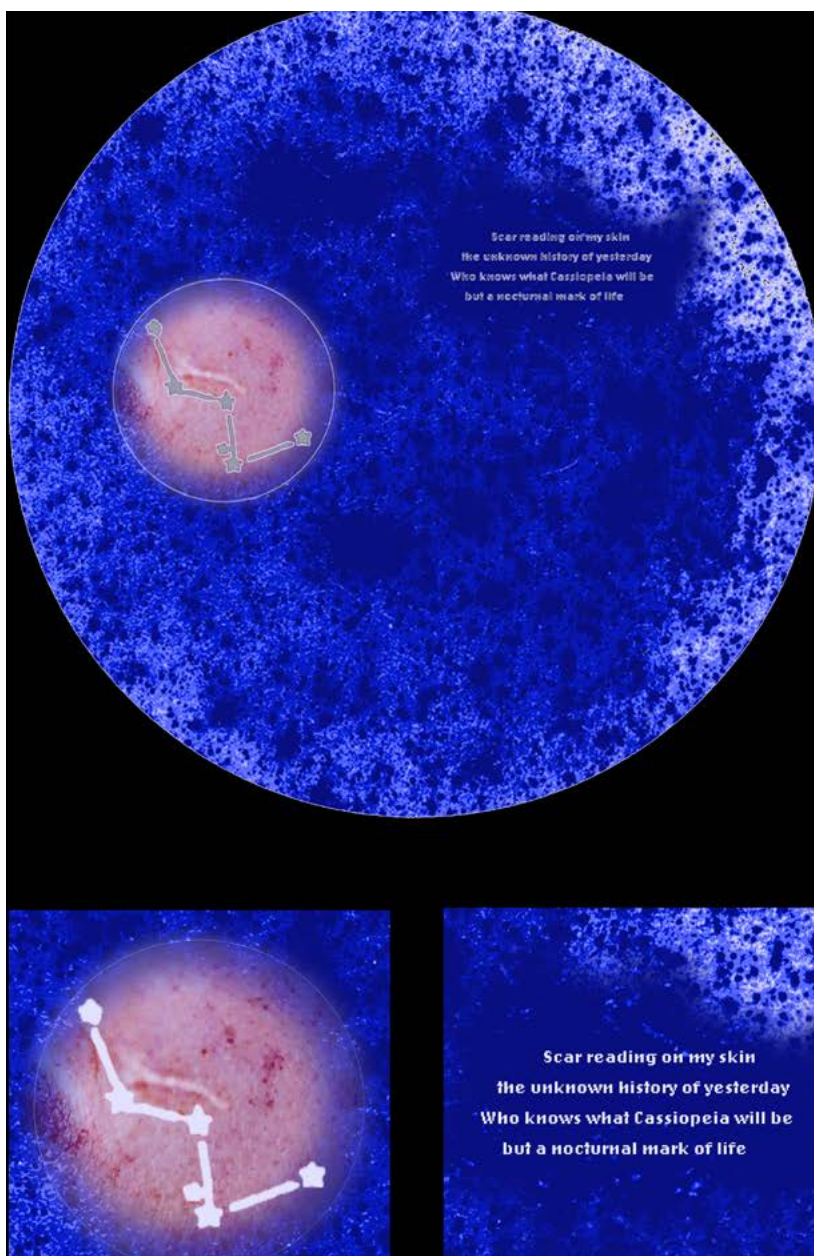 Scar reading on my skin
the unknown history of yesterday
Who knows what Cassiopeia will be
but a nocturnal mark of life
Scar reading on my skin
the unknown history of yesterday
Who knows what Cassiopeia will be
but a nocturnal mark of life